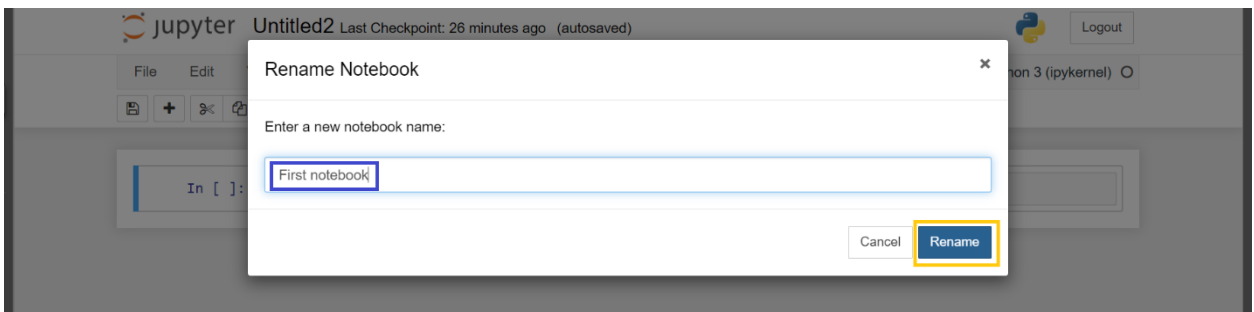 jupyter Untitled2 Last Checkpoint: 26 minutes ago (autosaved)
Logout
File Edit
Rename Notebook
×
3 (ipykernel)
Enter a new notebook name:
In [ ]:
First notebook
Cancel Rename